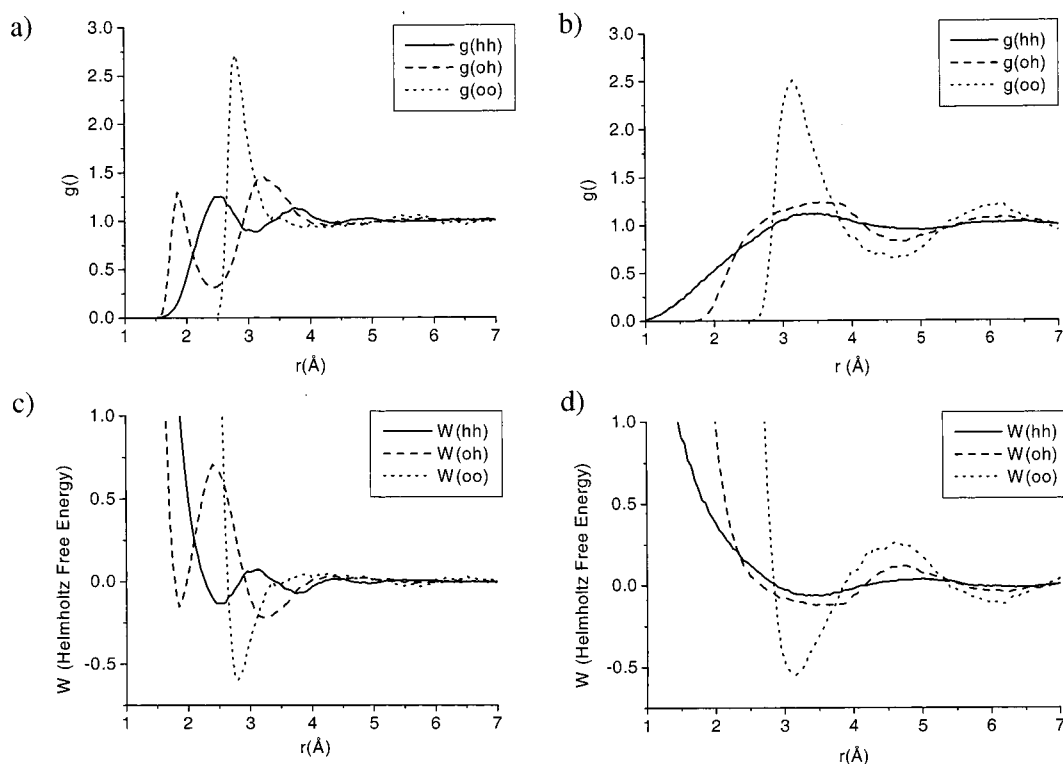 a)
3.0
2.5
2.0
1.5
1.0
0.5
0.0
g()
g(hh)
g(oh)
g(oo)
1 2 3 4 5 6 7
r(Å)
b)
3.0
2.5
2.0
1.5
1.0
0.5
0.0
g()
g(hh)
g(oh)
g(oo)
1 2 3 4 5 6 7
r (Å)
c)
1.0
0.5
0.0
-0.5
W (Helmholtz Free Energy)
W(hh)
W(oh)
W(oo)
1 2 3 4 5 6 7
r(Å)
d)
1.0
0.5
0.0
-0.5
W (Helmholtz Free Energy)
W(hh)
W(oh)
W(oo)
1 2 3 4 5 6 7
r(Å)